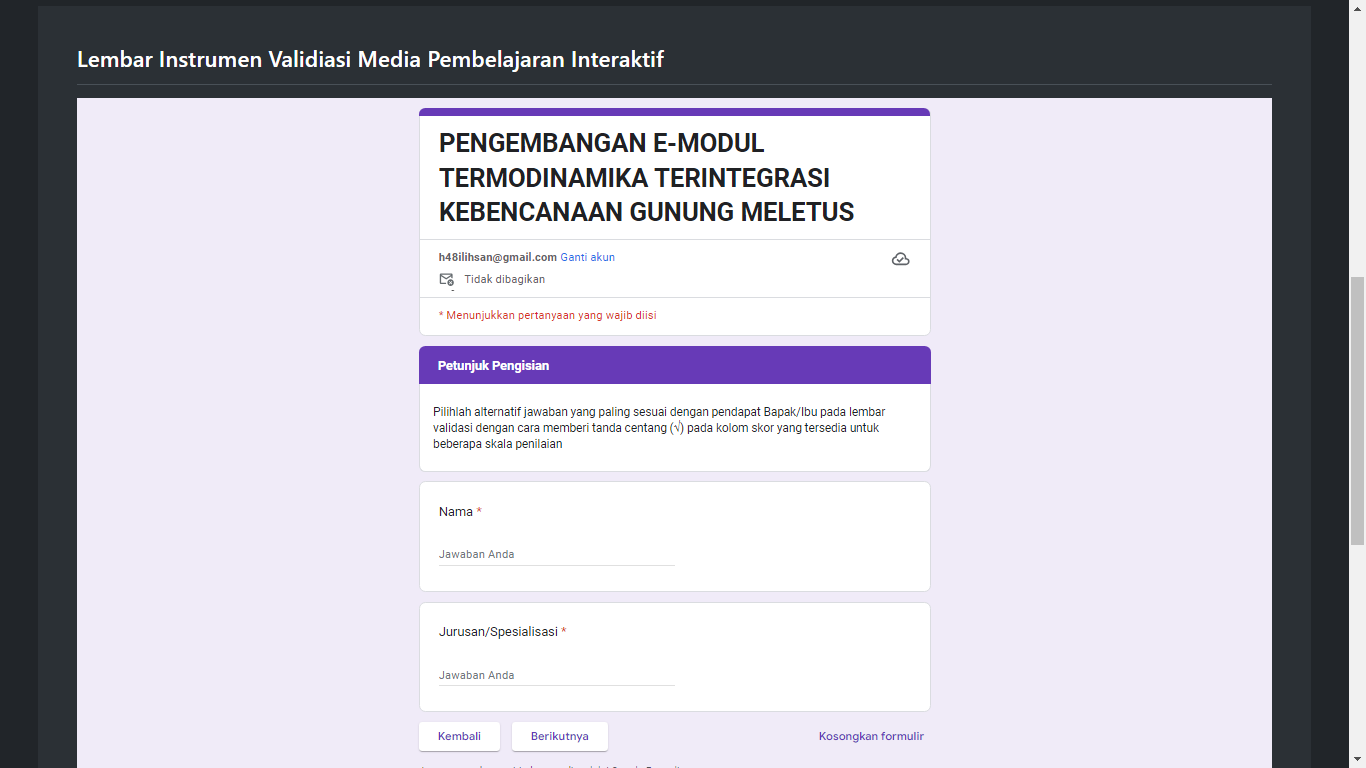 Lembar Instrumen Validiasi Media Pembelajaran Interaktif
PENGEMBANGAN E-MODUL
TERMODINAMIKA TERINTEGRASI
KEBENCANAAN GUNUNG MELETUS
h48ilihsan@gmail.com Ganti akun
Tidak dibagikan
* Menunjukkan pertanyaan yang wajib diisi
Petunjuk Pengisian
Pilihlah alternatif jawaban yang paling sesuai dengan pendapat Bapak/Ibu pada lembar
validasi dengan cara memberi tanda centang (√) pada kolom skor yang tersedia untuk
beberapa skala penilaian
Nama *
Jawaban Anda
Jurusan/Spesialisasi *
Jawaban Anda
Kembali Berikutnya Kosongkan formulir